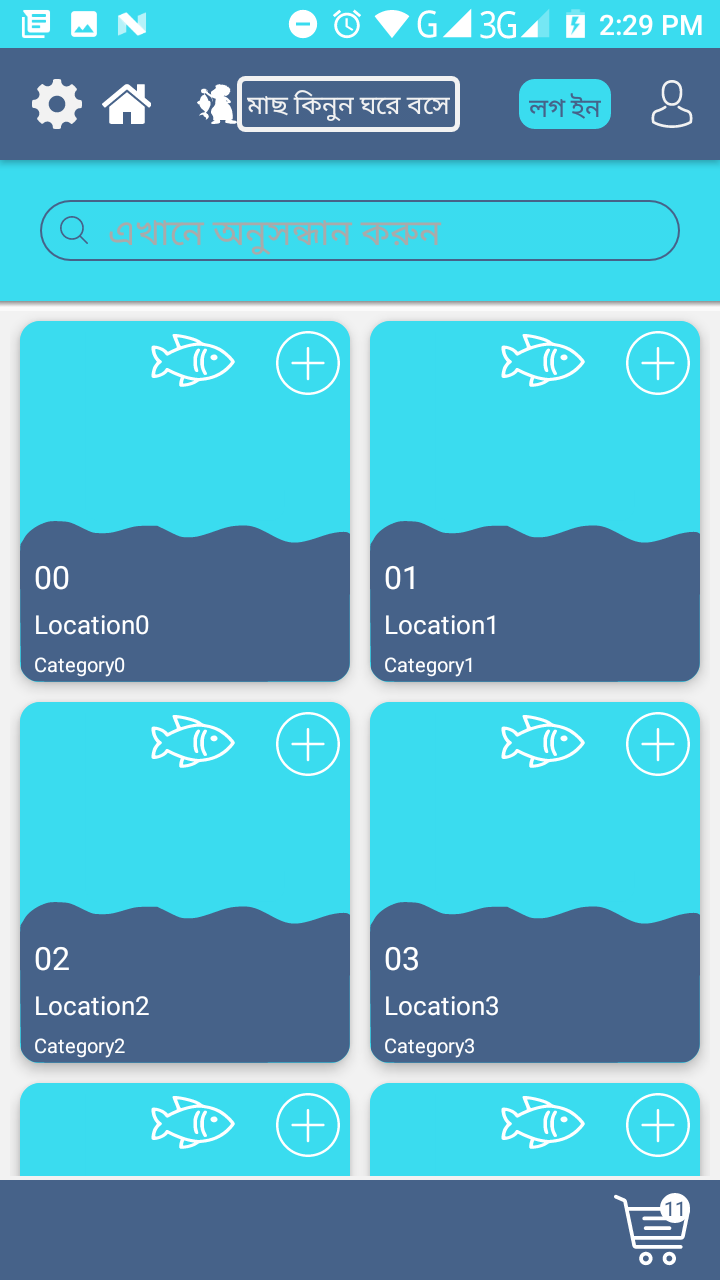 G 3G 2:29 PM
মাছ কিনুন ঘরে বসে লগ ইন
এখানে অনুসন্ধান করুন
00 01
Location0 Location1
Category0 Category1
02 03
Location2 Location3
Category2 Category3
11